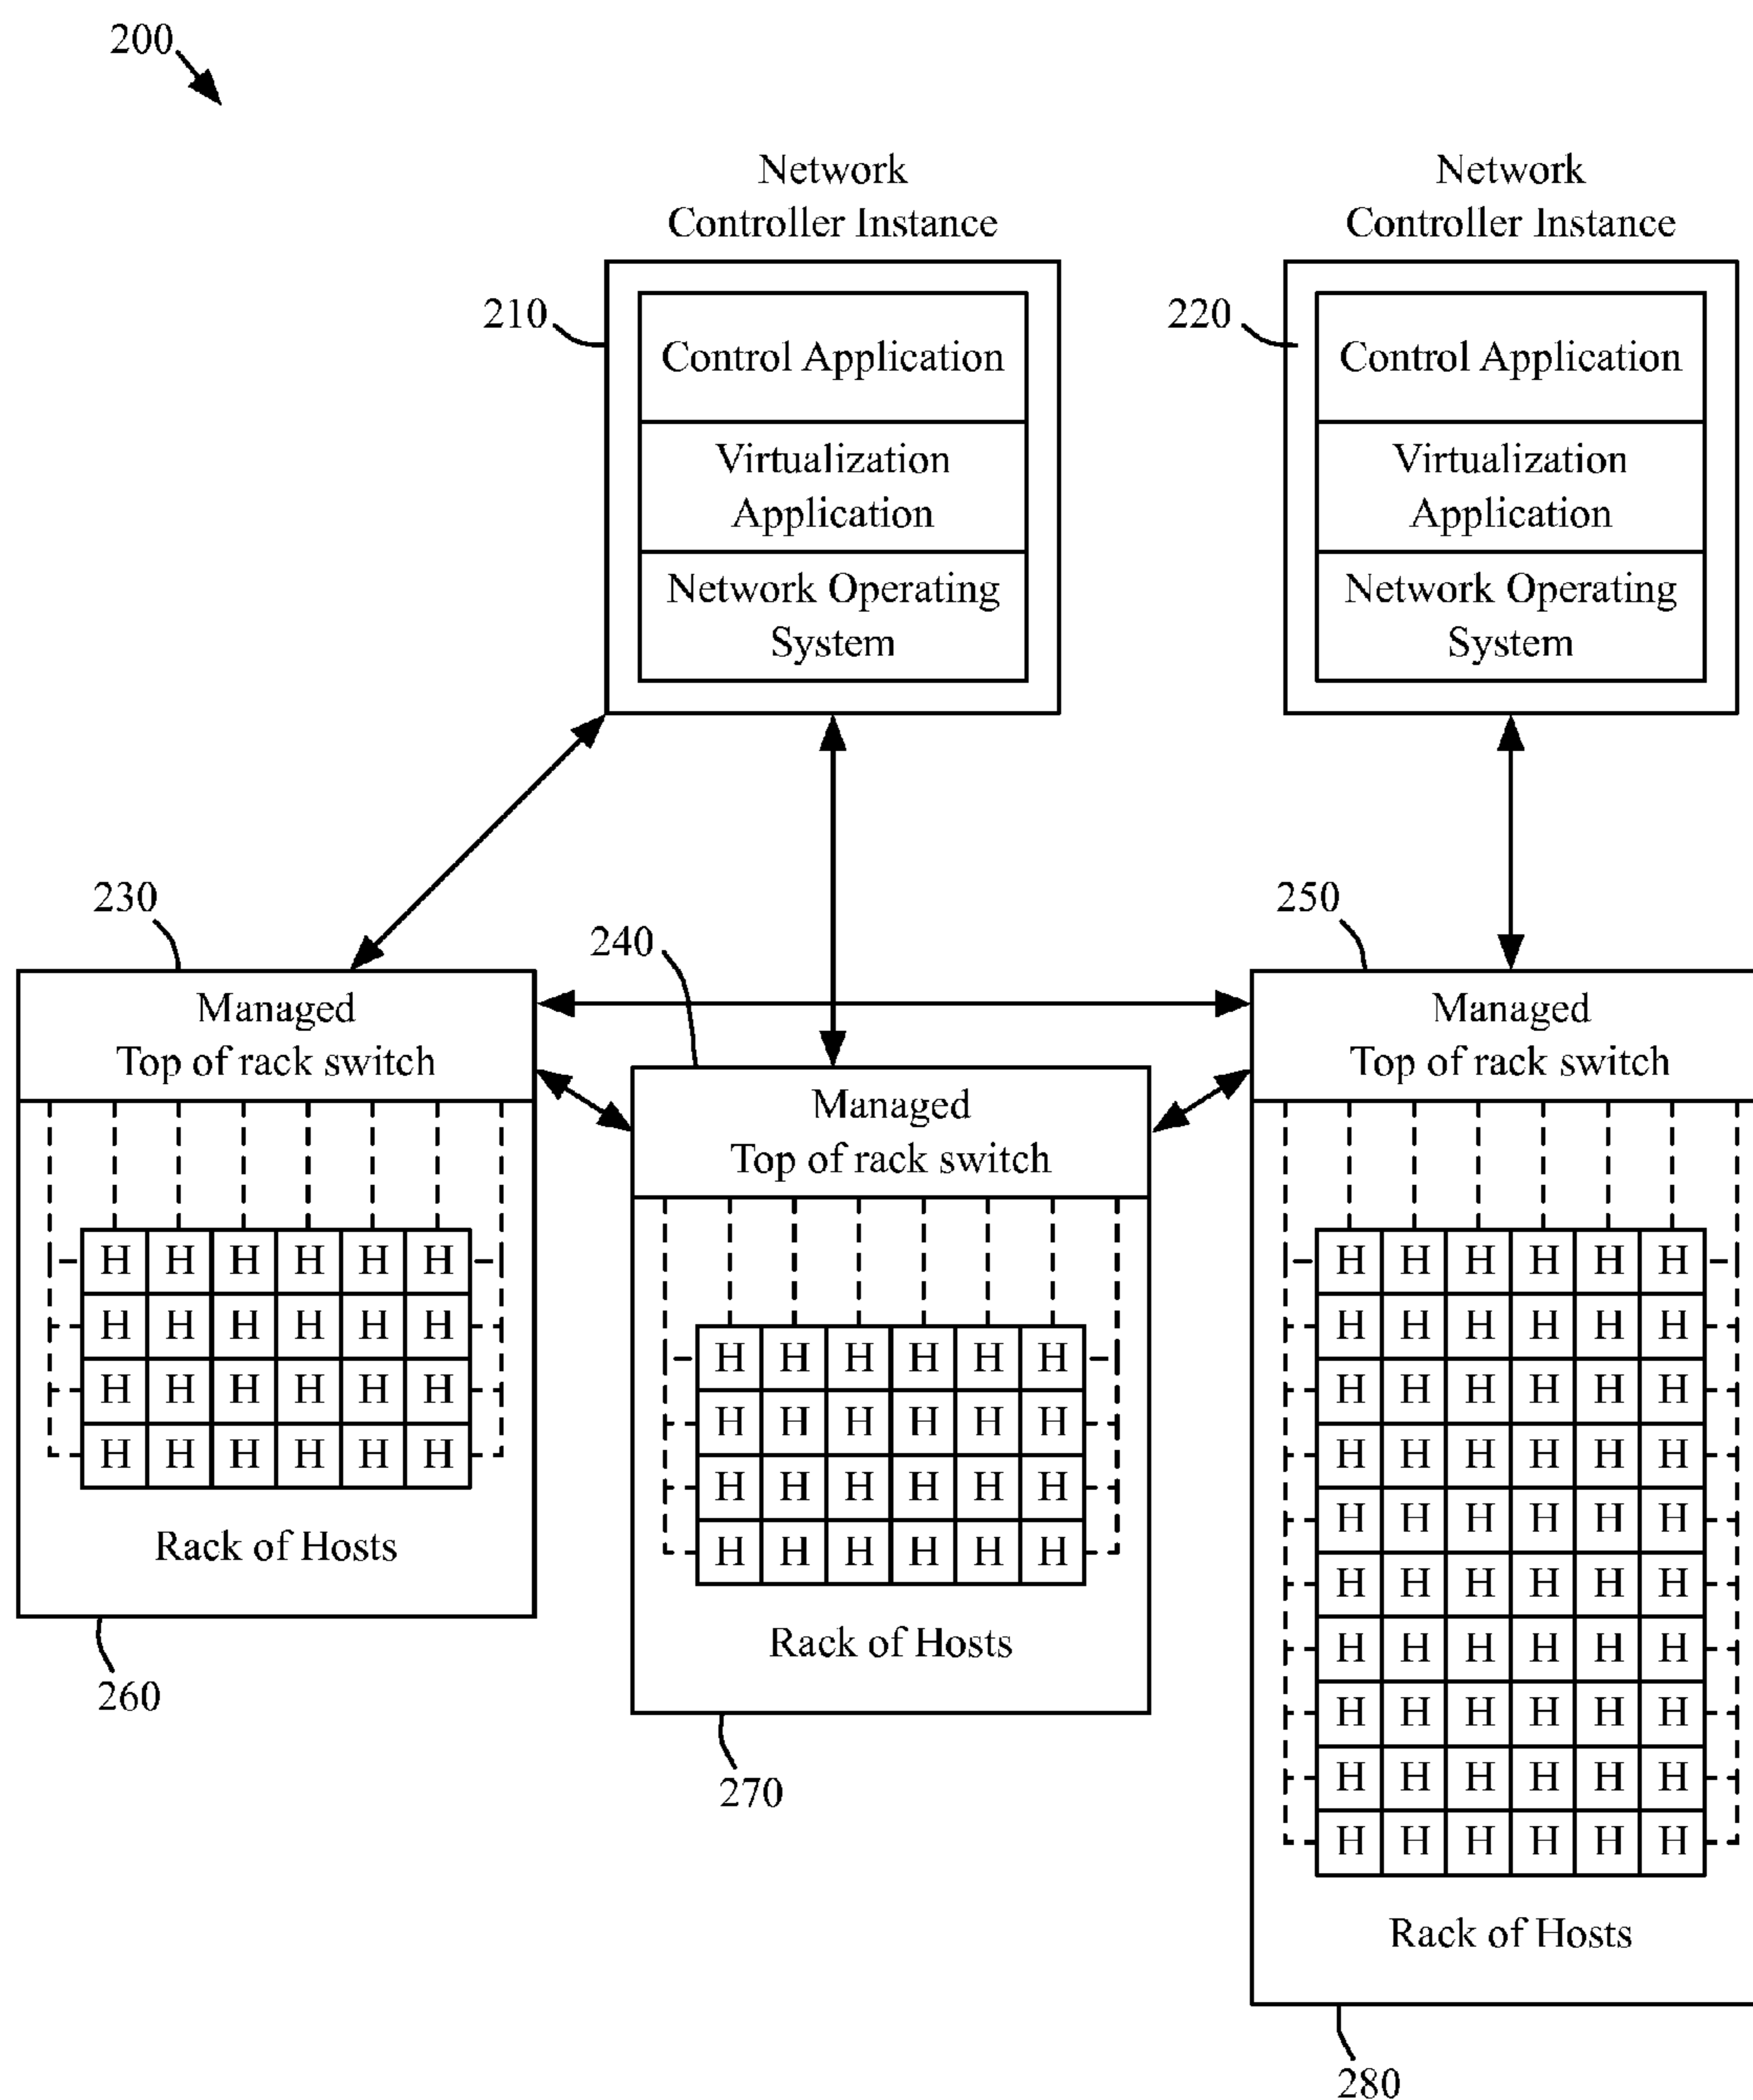 200
Network
Controller Instance
210
Control Application
Virtualization
Application
Network Operating
System
Network
Controller Instance
220
Control Application
Virtualization
Application
Network Operating
System
230
Managed
Top of rack switch
H H H H H H
H H H H H H
H H H H H H
H H H H H H
Rack of Hosts
260
240
Managed
Top of rack switch
H H H H H H
H H H H H H
H H H H H H
H H H H H H
Rack of Hosts
270
250
Managed
Top of rack switch
H H H H H H
H H H H H H
H H H H H H
H H H H H H
H H H H H H
H H H H H H
H H H H H H
H H H H H H
H H H H H H
H H H H H H
Rack of Hosts
280